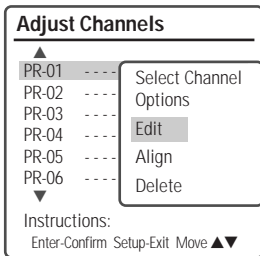 Adjust Channels
▲
PR-01 ----
PR-02 ----
PR-03 ----
PR-04 ----
PR-05 ----
PR-06 ----
▼
Select Channel
Options
Edit
Align
Delete
Instructions:
Enter-Confirm Setup-Exit Move ▲▼